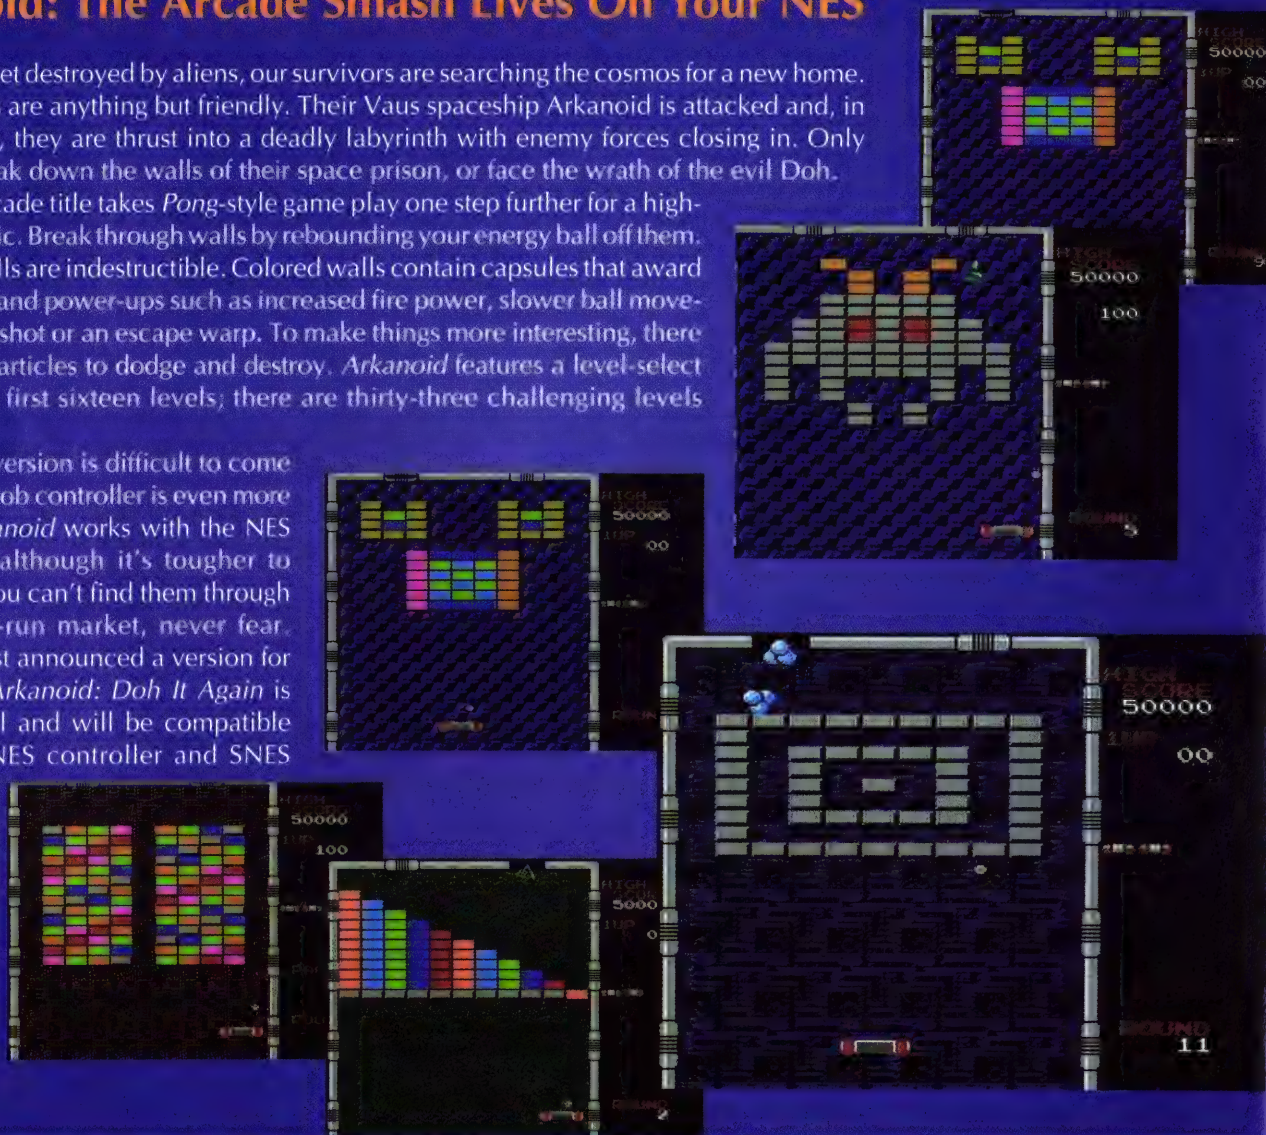 oid: The Arcade Smash Lives On Your NES
et destroyed by aliens, our survivors are searching the cosmos for a new home.
are anything but friendly. Their Vaus spaceship Arkanoid is attacked and, in
, they are thrust into a deadly labyrinth with enemy forces closing in. Only
ak down the walls of their space prison, or face the wrath of the evil Doh.
cade title takes Pong-style game play one step further for a high-
ic. Break through walls by rebounding your energy ball off them.
lls are indestructible. Colored walls contain capsules that award
and power-ups such as increased fire power, slower ball move-
shot or an escape warp. To make things more interesting, there
articles to dodge and destroy. Arkanoid features a level-select
first sixteen levels; there are thirty-three challenging levels
version is difficult to come
ob controller is even more
anoid works with the NES
although it's tougher to
ou can't find them through
-run market, never fear.
st announced a version for
Arkanoid: Doh It Again is
l and will be compatible
NES controller and SNES
HIGH
SCORE
50000
1UP
00
ROUND
9
HIGH
SCORE
50000
100
ROUND
5
HIGH
SCORE
50000
1UP
00
ROUND
HIGH
SCORE
50000
1UP
00
ROUND
11
HIGH
50000
1UP
100
HIGH
SCORE
5000
1UP
0
ROUND
2